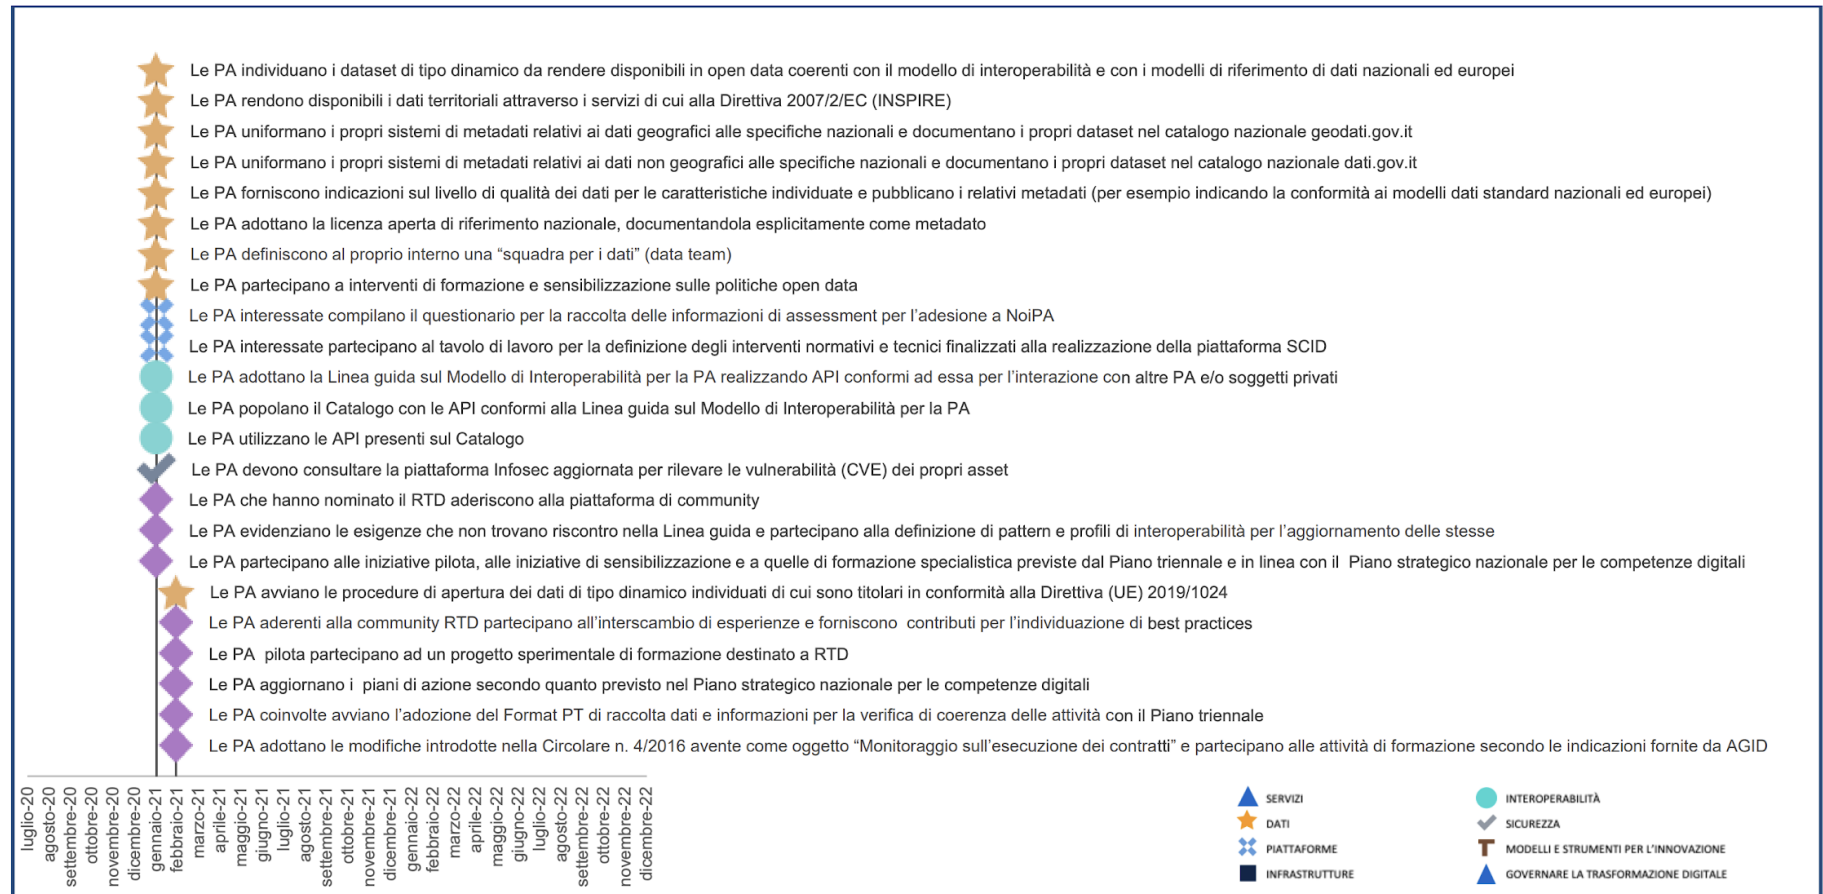 Le PA individuano i dataset di tipo dinamico da rendere disponibili in open data coerenti con il modello di interoperabilità e con i modelli di riferimento di dati nazionali ed europei
Le PA rendono disponibili i dati territoriali attraverso i servizi di cui alla Direttiva 2007/2/EC (INSPIRE)
Le PA uniformano i propri sistemi di metadati relativi ai dati geografici alle specifiche nazionali e documentano i propri dataset nel catalogo nazionale geodati.gov.it
Le PA uniformano i propri sistemi di metadati relativi ai dati non geografici alle specifiche nazionali e documentano i propri dataset nel catalogo nazionale dati.gov.it
Le PA forniscono indicazioni sul livello di qualità dei dati per le caratteristiche individuate e pubblicano i relativi metadati (per esempio indicando la conformità ai modelli dati standard nazionali ed europei)
Le PA adottano la licenza aperta di riferimento nazionale, documentandola esplicitamente come metadato
Le PA definiscono al proprio interno una “squadra per i dati” (data team)
Le PA partecipano a interventi di formazione e sensibilizzazione sulle politiche open data
Le PA interessate compilano il questionario per la raccolta delle informazioni di assessment per l’adesione a NoiPA
Le PA interessate partecipano al tavolo di lavoro per la definizione degli interventi normativi e tecnici finalizzati alla realizzazione della piattaforma SCID
Le PA adottano la Linea guida sul Modello di Interoperabilità per la PA realizzando API conformi ad essa per l’interazione con altre PA e/o soggetti privati
Le PA popolano il Catalogo con le API conformi alla Linea guida sul Modello di Interoperabilità per la PA
Le PA utilizzano le API presenti sul Catalogo
Le PA devono consultare la piattaforma Infosec aggiornata per rilevare le vulnerabilità (CVE) dei propri asset
Le PA che hanno nominato il RTD aderiscono alla piattaforma di community
Le PA evidenziano le esigenze che non trovano riscontro nella Linea guida e partecipano alla definizione di pattern e profili di interoperabilità per l’aggiornamento delle stesse
Le PA partecipano alle iniziative pilota, alle iniziative di sensibilizzazione e a quelle di formazione specialistica previste dal Piano triennale e in linea con il Piano strategico nazionale per le competenze digitali
Le PA avviano le procedure di apertura dei dati di tipo dinamico individuati di cui sono titolari in conformità alla Direttiva (UE) 2019/1024
Le PA aderenti alla community RTD partecipano all’interscambio di esperienze e forniscono contributi per l’individuazione di best practices
Le PA pilota partecipano ad un progetto sperimentale di formazione destinato a RTD
Le PA aggiornano i piani di azione secondo quanto previsto nel Piano strategico nazionale per le competenze digitali
Le PA coinvolte avviano l’adozione del Format PT di raccolta dati e informazioni per la verifica di coerenza delle attività con il Piano triennale
Le PA adottano le modifiche introdotte nella Circolare n. 4/2016 avente come oggetto “Monitoraggio sull’esecuzione dei contratti” e partecipano alle attività di formazione secondo le indicazioni fornite da AGID
luglio-20
agosto-20
settembre-20
ottobre-20
novembre-20
dicembre-20
gennaio-21
febbraio-21
marzo-21
aprile-21
maggio-21
giugno-21
luglio-21
agosto-21
settembre-21
ottobre-21
novembre-21
dicembre-21
gennaio-22
febbraio-22
marzo-22
aprile-22
maggio-22
giugno-22
luglio-22
agosto-22
settembre-22
ottobre-22
novembre-22
dicembre-22
SERVIZI
DATI
PIATTAFORME
INFRASTRUTTURE
INTEROPERABILITÀ
SICUREZZA
MODELLI E STRUMENTI PER L’INNOVAZIONE
GOVERNARE LA TRASFORMAZIONE DIGITALE